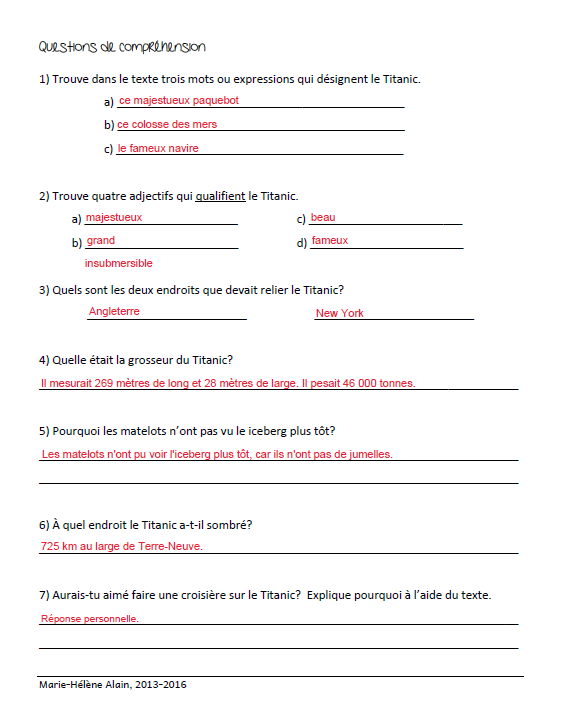 Questions de compréhension
1) Trouve dans le texte trois mots ou expressions qui désignent le Titanic.
a) ce majestueux paquebot
b) ce colosse des mers
c) le fameux navire
2) Trouve quatre adjectifs qui qualifient le Titanic.
a) majestueux c) beau
b) grand d) fameux
insubmersible
3) Quels sont les deux endroits que devait relier le Titanic?
Angleterre New York
4) Quelle était la grosseur du Titanic?
Il mesurait 269 mètres de long et 28 mètres de large. Il pesait 46 000 tonnes.
5) Pourquoi les matelots n’ont pas vu le iceberg plus tôt?
Les matelots n'ont pu voir l'iceberg plus tôt, car ils n'ont pas de jumelles.
6) À quel endroit le Titanic a-t-il sombré?
725 km au large de Terre-Neuve.
7) Aurais-tu aimé faire une croisière sur le Titanic? Explique pourquoi à l’aide du texte.
Réponse personnelle.
Marie-Hélène Alain, 2013-2016